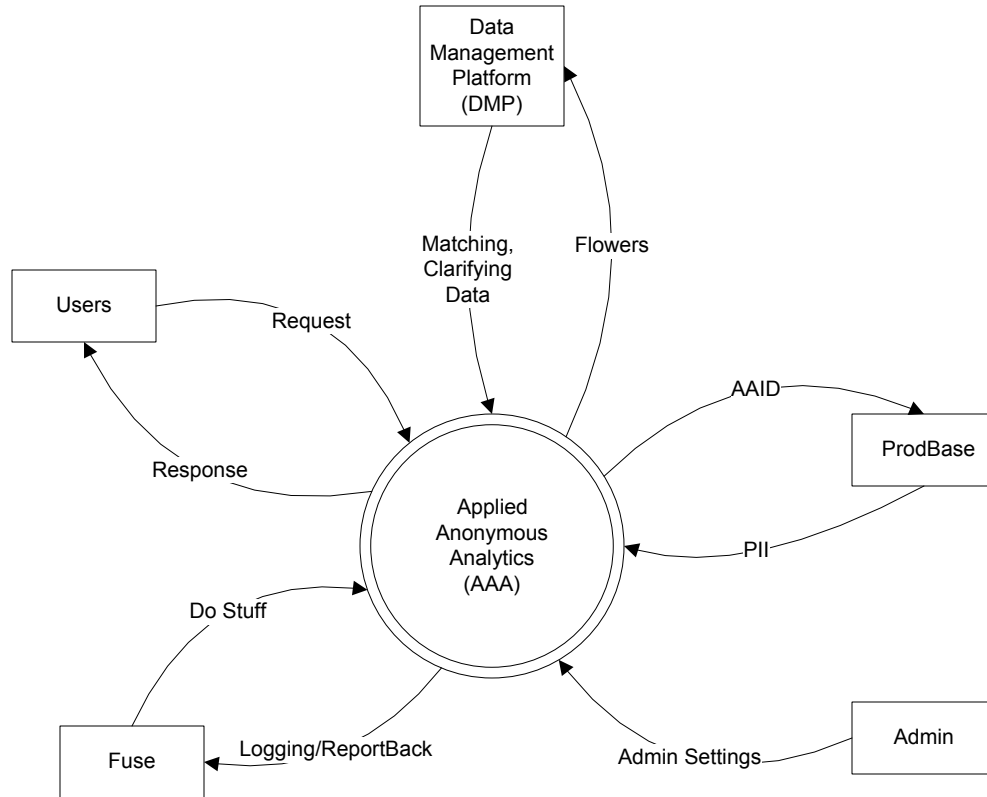 Data
Management
Platform
(DMP)
Matching,
Clarifying
Data
Flowers
Users
Request
Response
AAID
ProdBase
PII
Applied
Anonymous
Analytics
(AAA)
Do Stuff
Fuse
Logging/ReportBack
Admin Settings
Admin